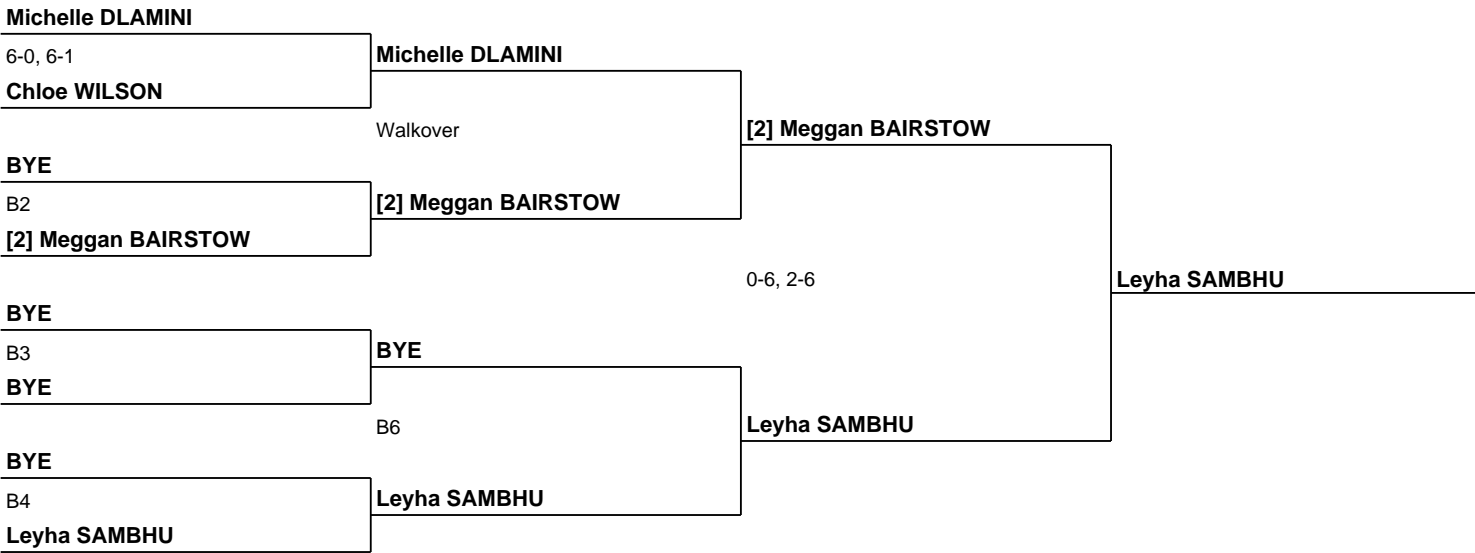 Michelle DLAMINI
6-0, 6-1
Michelle DLAMINI
Chloe WILSON
Walkover
[2] Meggan BAIRSTOW
BYE
B2
[2] Meggan BAIRSTOW
[2] Meggan BAIRSTOW
0-6, 2-6
Leyha SAMBHU
BYE
B3
BYE
BYE
B6
Leyha SAMBHU
BYE
B4
Leyha SAMBHU
Leyha SAMBHU